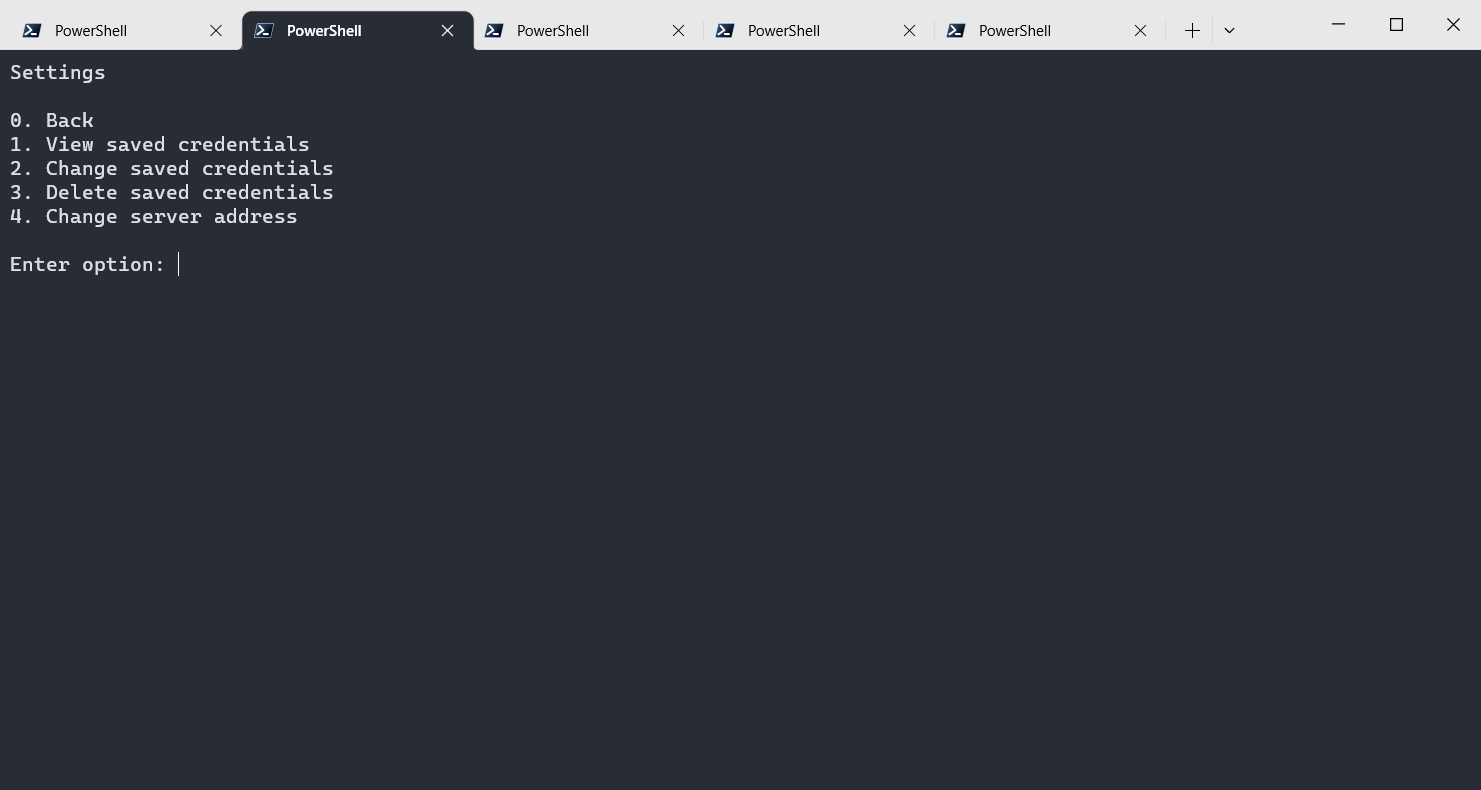 PowerShell PowerShell PowerShell PowerShell PowerShell
Settings
0. Back
1. View saved credentials
2. Change saved credentials
3. Delete saved credentials
4. Change server address
Enter option: